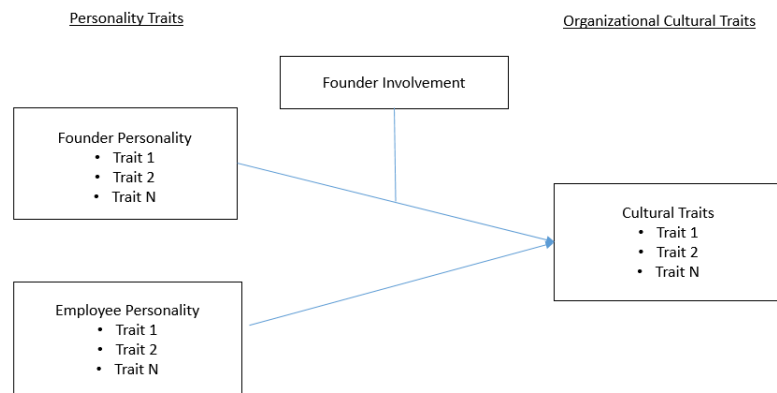 Personality Traits
Organizational Cultural Traits
Founder Involvement
Founder Personality
• Trait 1
• Trait 2
• Trait N
Cultural Traits
• Trait 1
• Trait 2
• Trait N
Employee Personality
• Trait 1
• Trait 2
• Trait N